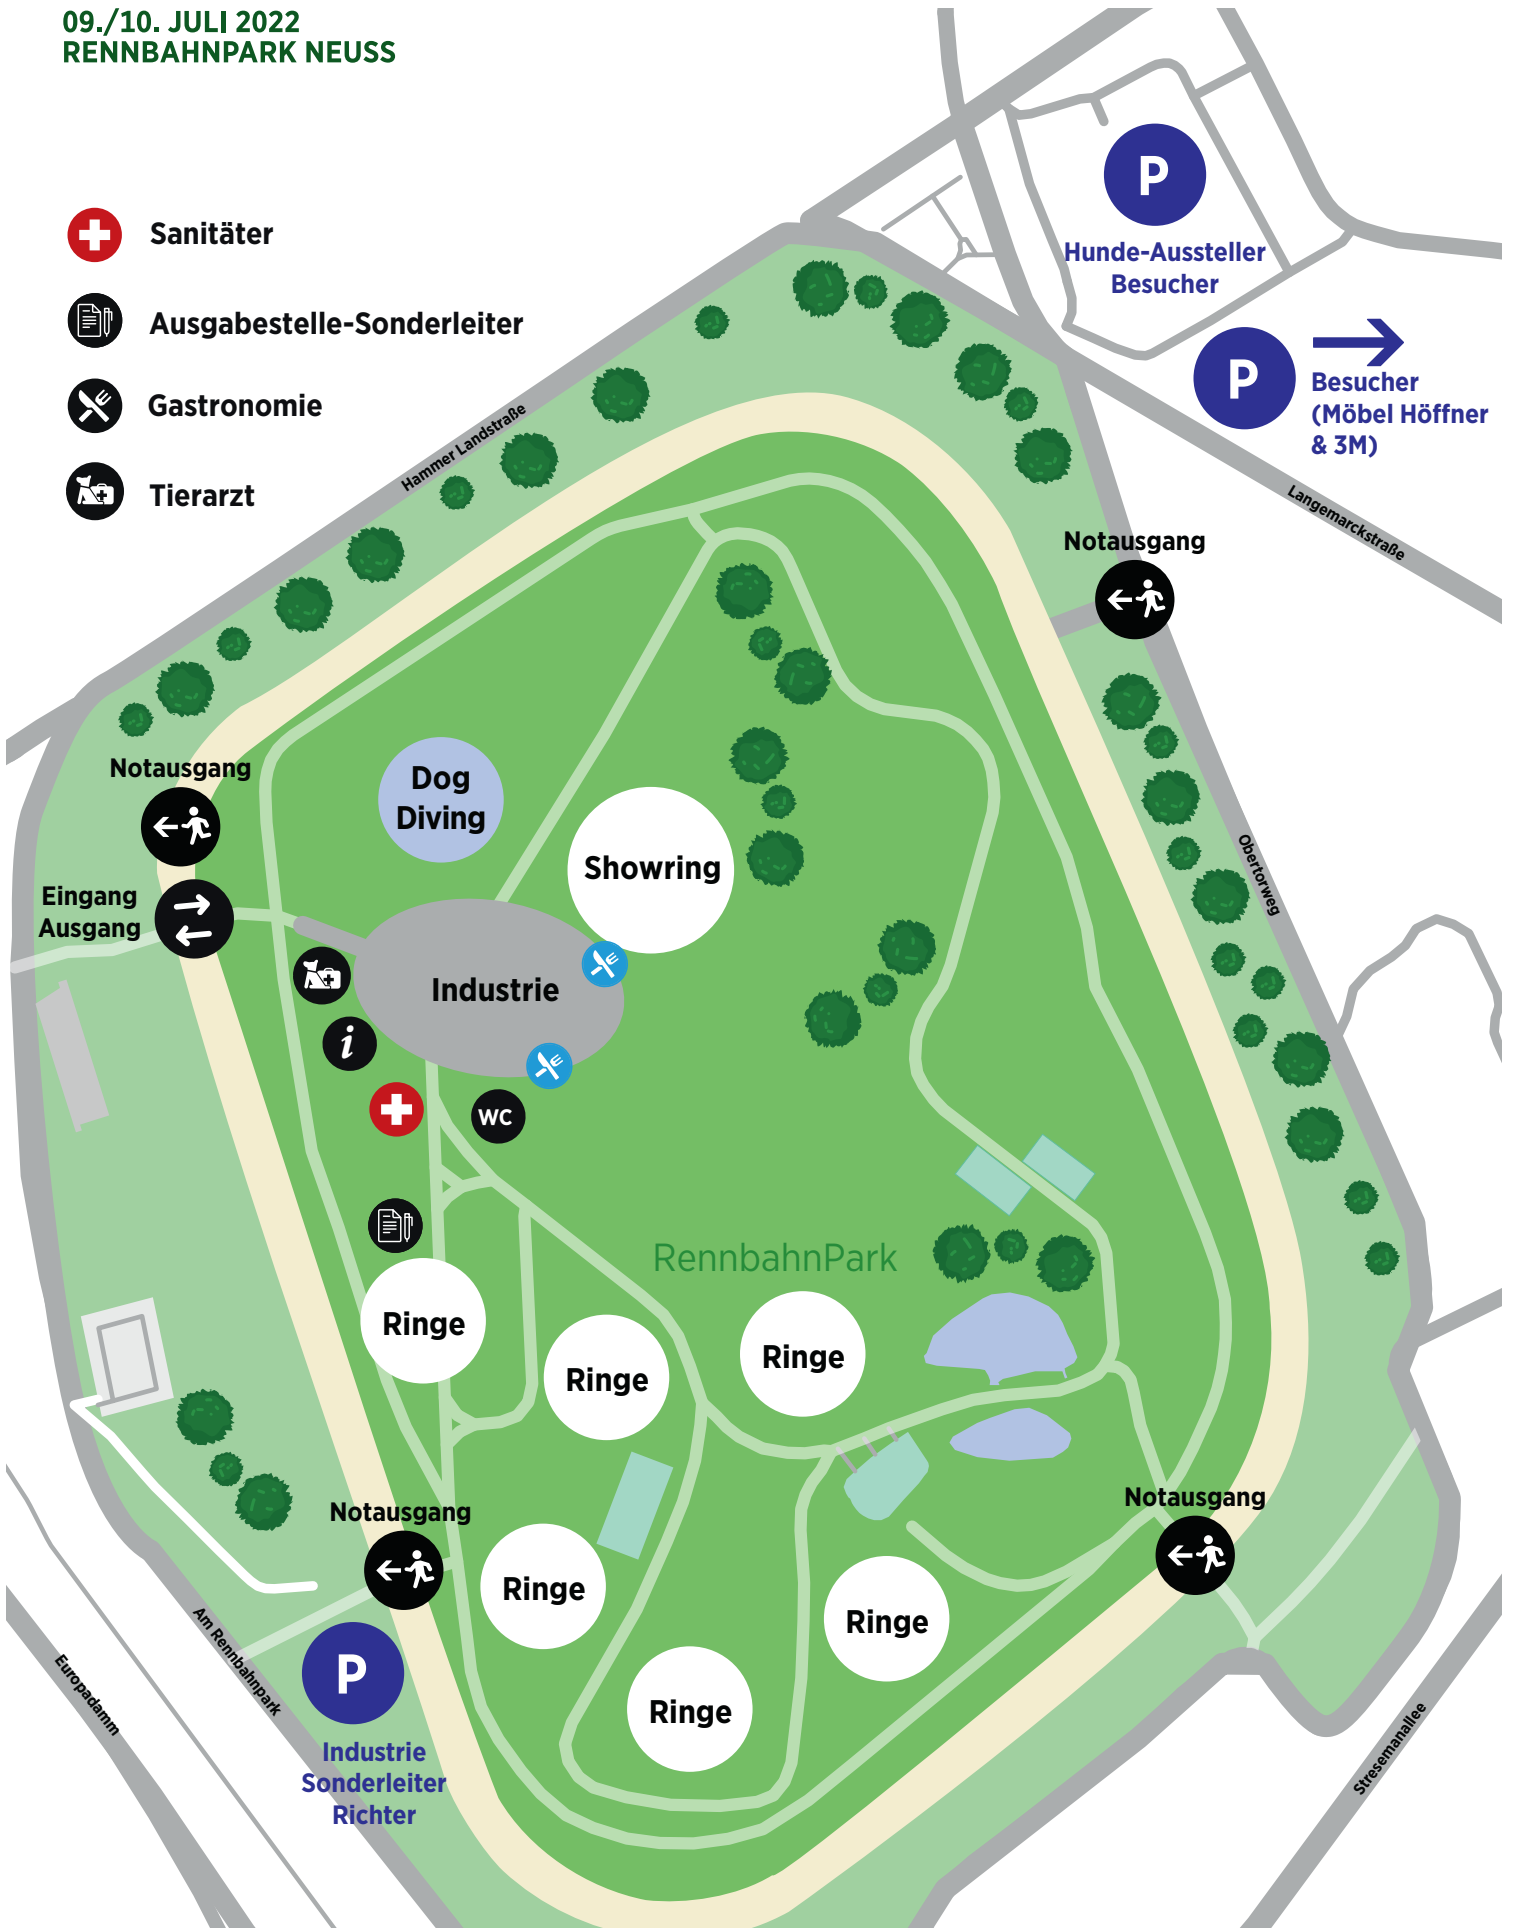 09./10. JULI 2022
RENNBAHNPARK NEUSS
P
Hunde-Aussteller
Besucher
Sanitäter
Ausgabestelle-Sonderleiter
Gastronomie
Tierarzt
P
Besucher
(Möbel Höffner
& 3M)
Hammer Landstraße
Langemarckstraße
Notausgang
Notausgang
Dog
Diving
Showring
Obertorweg
Eingang
Ausgang
Industrie
i
WC
RennbahnPark
Ringe
Ringe
Ringe
Notausgang
Notausgang
Ringe
Ringe
Ringe
Am Rennbahnpark
Europadamm
P
Industrie
Sonderleiter
Richter
Stresemanallee